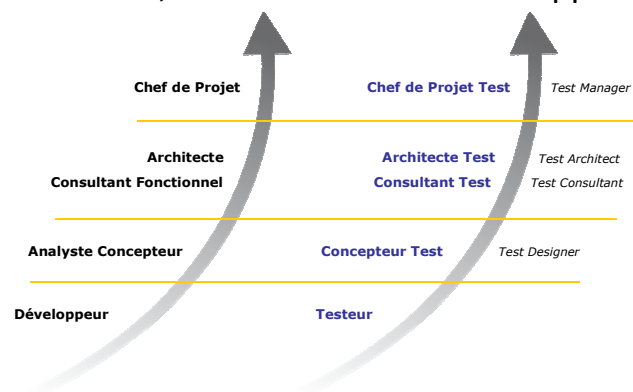 Chef de Projet Chef de Projet Test Test Manager
Architecte Architecte Test Test Architect
Consultant Fonctionnel Consultant Test Test Consultant
Analyste Concepteur Concepteur Test Test Designer
Développeur Testeur